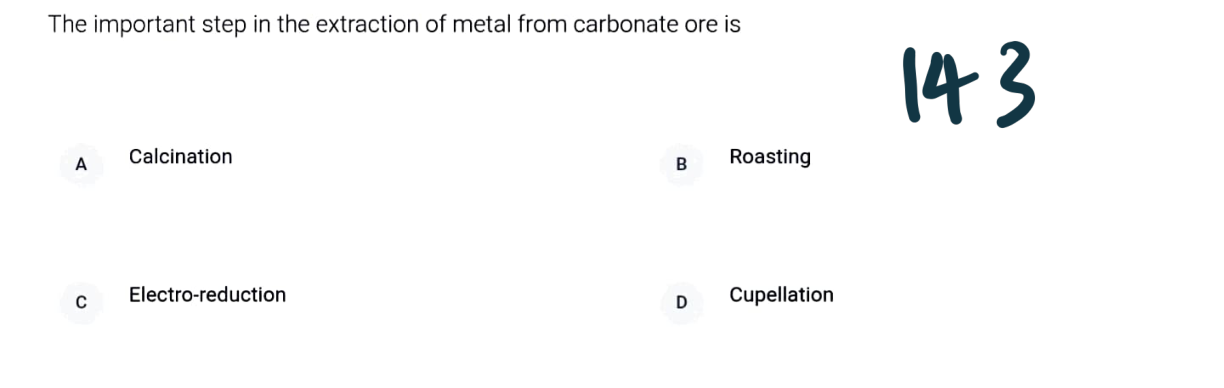 The important step in the extraction of metal from carbonate ore is
143
A Calcination
B Roasting
C Electro-reduction
D Cupellation